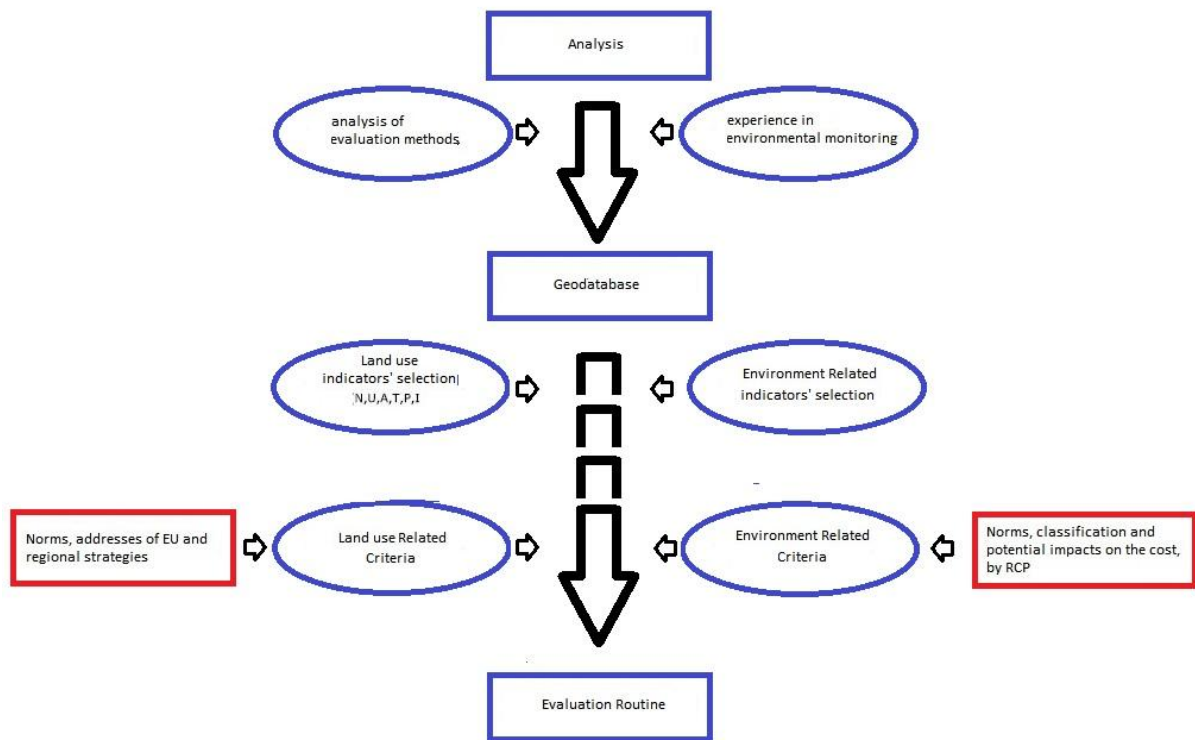 Analysis
analysis of
evaluation methods
experience in
environmental monitoring
Geodatabase
Land use
indicators' selection
N,U,A,T,P,I
Environment Related
indicators' selection
Norms, addresses of EU and
regional strategies
Land use Related
Criteria
Environment Related
Criteria
Norms, classification and
potential impacts on the cost,
by RCP
Evaluation Routine